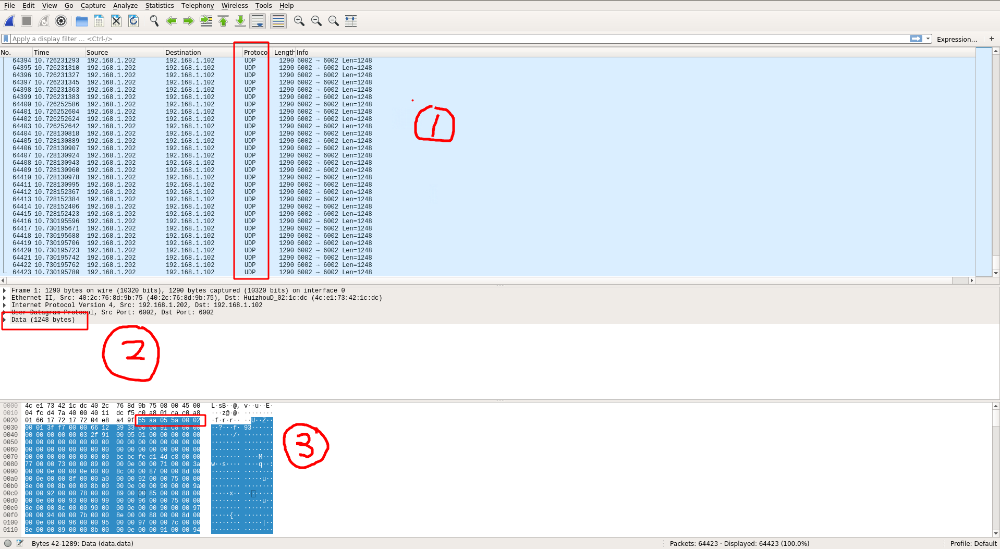 File Edit View Go Capture Analyze Statistics Telephony Wireless Tools Help
Apply a display filter ... <Ctrl-/>
Expression... +
No. Time Source Destination Protoco Length Info
64394 10.726231293 192.168.1.202 192.168.1.102 UDP 1290 6002 → 6002 Len=1248
64395 10.726231310 192.168.1.202 192.168.1.102 UDP 1290 6002 → 6002 Len=1248
64396 10.726231327 192.168.1.202 192.168.1.102 UDP 1290 6002 → 6002 Len=1248
64397 10.726231345 192.168.1.202 192.168.1.102 UDP 1290 6002 → 6002 Len=1248
64398 10.726231363 192.168.1.202 192.168.1.102 UDP 1290 6002 → 6002 Len=1248
64399 10.726231383 192.168.1.202 192.168.1.102 UDP 1290 6002 → 6002 Len=1248
64400 10.726252586 192.168.1.202 192.168.1.102 UDP 1290 6002 → 6002 Len=1248
64401 10.726252604 192.168.1.202 192.168.1.102 UDP 1290 6002 → 6002 Len=1248
64402 10.726252624 192.168.1.202 192.168.1.102 UDP 1290 6002 → 6002 Len=1248
64403 10.726252642 192.168.1.202 192.168.1.102 UDP 1290 6002 → 6002 Len=1248
64404 10.728130818 192.168.1.202 192.168.1.102 UDP 1290 6002 → 6002 Len=1248
64405 10.728130889 192.168.1.202 192.168.1.102 UDP 1290 6002 → 6002 Len=1248
64406 10.728130907 192.168.1.202 192.168.1.102 UDP 1290 6002 → 6002 Len=1248
64407 10.728130924 192.168.1.202 192.168.1.102 UDP 1290 6002 → 6002 Len=1248
64408 10.728130943 192.168.1.202 192.168.1.102 UDP 1290 6002 → 6002 Len=1248
64409 10.728130960 192.168.1.202 192.168.1.102 UDP 1290 6002 → 6002 Len=1248
64410 10.728130978 192.168.1.202 192.168.1.102 UDP 1290 6002 → 6002 Len=1248
64411 10.728130995 192.168.1.202 192.168.1.102 UDP 1290 6002 → 6002 Len=1248
64412 10.728152367 192.168.1.202 192.168.1.102 UDP 1290 6002 → 6002 Len=1248
64413 10.728152384 192.168.1.202 192.168.1.102 UDP 1290 6002 → 6002 Len=1248
64414 10.728152406 192.168.1.202 192.168.1.102 UDP 1290 6002 → 6002 Len=1248
64415 10.728152423 192.168.1.202 192.168.1.102 UDP 1290 6002 → 6002 Len=1248
64416 10.730195596 192.168.1.202 192.168.1.102 UDP 1290 6002 → 6002 Len=1248
64417 10.730195671 192.168.1.202 192.168.1.102 UDP 1290 6002 → 6002 Len=1248
64418 10.730195688 192.168.1.202 192.168.1.102 UDP 1290 6002 → 6002 Len=1248
64419 10.730195706 192.168.1.202 192.168.1.102 UDP 1290 6002 → 6002 Len=1248
64420 10.730195723 192.168.1.202 192.168.1.102 UDP 1290 6002 → 6002 Len=1248
64421 10.730195742 192.168.1.202 192.168.1.102 UDP 1290 6002 → 6002 Len=1248
64422 10.730195762 192.168.1.202 192.168.1.102 UDP 1290 6002 → 6002 Len=1248
64423 10.730195780 192.168.1.202 192.168.1.102 UDP 1290 6002 → 6002 Len=1248
1
Frame 1: 1290 bytes on wire (10320 bits), 1290 bytes captured (10320 bits) on interface 0
Ethernet II, Src: 40:2c:76:8d:9b:75 (40:2c:76:8d:9b:75), Dst: HuizhouD_02:1c:dc (4c:e1:73:42:1c:dc)
Internet Protocol Version 4, Src: 192.168.1.202, Dst: 192.168.1.102
User Datagram Protocol, Src Port: 6002, Dst Port: 6002
Data (1248 bytes)
2
0000 4c e1 73 42 1c dc 40 2c 76 8d 9b 75 08 00 45 00 L·sB··@, v··u··E·
0010 04 fc d4 7a 40 00 40 11 dc f5 c0 a8 01 ca c0 a8 ···z@·@· ········
0020 01 66 17 72 17 72 04 e8 a4 9f 55 aa 05 5a 00 02 ·f·r·r·· ··U··Z··
0030 00 01 3f f7 00 00 66 12 39 33 00 08 91 c8 00 00 ··?···f· 93······
0040 00 00 00 00 00 03 2f 91 00 05 01 00 00 00 00 00 ······/· ········
0050 00 00 00 00 00 00 00 00 00 00 00 00 00 00 00 00 ········ ········
0060 00 00 00 00 00 00 00 00 00 00 00 00 00 00 00 00 ········ ········
0070 00 00 00 00 00 00 00 00 bc bc fe d1 4d c8 00 00 ········ ····M···
0080 77 00 00 73 00 00 89 00 00 0e 00 00 71 00 00 3a w··s···· ····q··:
0090 00 00 0e 00 00 0e 00 00 8c 00 00 87 00 00 8d 00 ········ ········
00a0 00 0e 00 00 8f 00 00 a0 00 00 92 00 00 75 00 00 ········ ·····u··
00b0 8e 00 00 8b 00 00 8b 00 00 0e 00 00 90 00 00 9a ········ ········
00c0 00 00 92 00 00 78 00 00 89 00 00 85 00 00 88 00 ·····x·· ········
00d0 00 0e 00 00 93 00 00 99 00 00 96 00 00 75 00 00 ········ ·····u··
00e0 8e 00 00 8c 00 00 90 00 00 0e 00 00 90 00 00 97 ········ ········
00f0 00 00 94 00 00 7b 00 00 8e 00 00 88 00 00 8d 00 ·····{·· ········
0100 00 0e 00 00 96 00 00 95 00 00 97 00 00 7c 00 00 ········ ·····|··
0110 8e 00 00 89 00 00 8b 00 00 0e 00 00 91 00 00 94 ········ ········
3
Bytes 42-1289: Data (data.data)
Packets: 64423 · Displayed: 64423 (100.0%)
Profile: Default